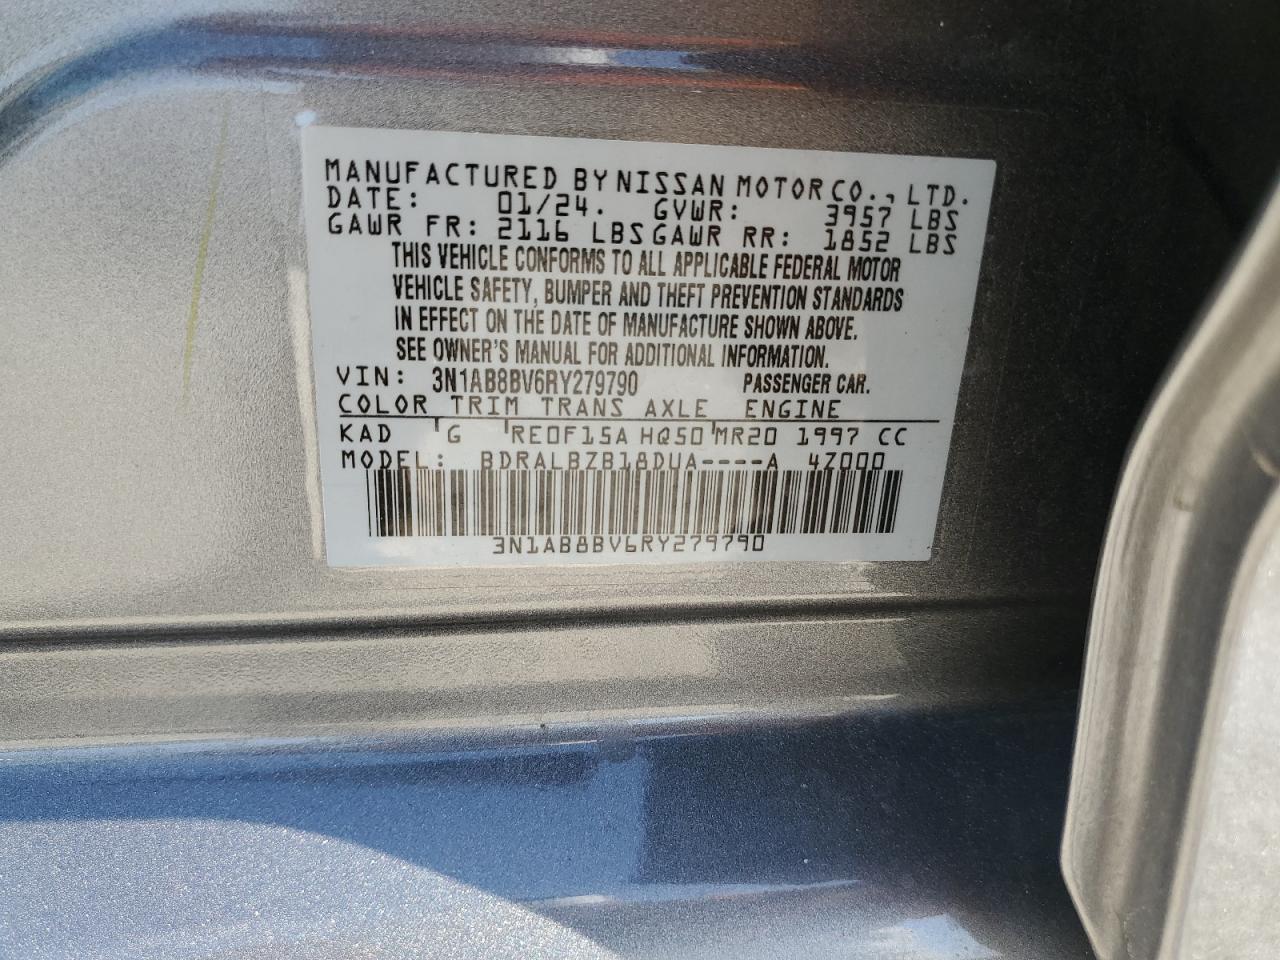 MANUFACTURED BY NISSAN MOTOR CO., LTD.
DATE: 01/24. GVWR: 3957 LBS
GAWR FR: 2116 LBS GAWR RR: 1852 LBS
THIS VEHICLE CONFORMS TO ALL APPLICABLE FEDERAL MOTOR
VEHICLE SAFETY, BUMPER AND THEFT PREVENTION STANDARDS
IN EFFECT ON THE DATE OF MANUFACTURE SHOWN ABOVE.
SEE OWNER'S MANUAL FOR ADDITIONAL INFORMATION.
VIN: 3N1AB8BV6RY279790 PASSENGER CAR.
COLOR TRIM TRANS AXLE ENGINE
KAD 'G 'RE0F15A HQ50 'MR20 1997 CC
MODEL: BDRALBZB18DUA----A 4Z000
3N1AB8BV6RY279790